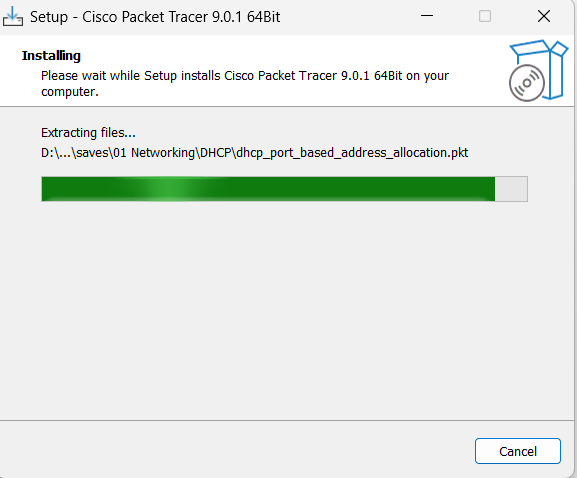 Setup - Cisco Packet Tracer 9.0.1 64Bit
Installing
Please wait while Setup installs Cisco Packet Tracer 9.0.1 64Bit on your
computer.
Extracting files...
D:\...\saves\01 Networking\DHCP\dhcp_port_based_address_allocation.pkt
Cancel